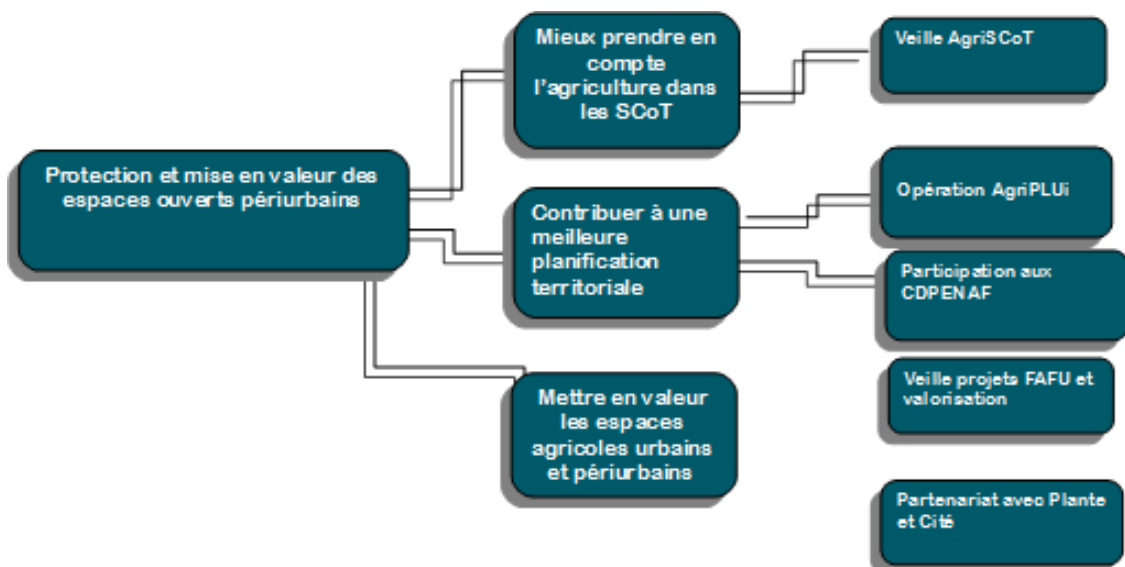 Protection et mise en valeur des
espaces ouverts périurbains
Mieux prendre en
compte
l'agriculture dans
les SCoT
Contribuer à une
meilleure
planification
territoriale
Mettre en valeur
les espaces
agricoles urbains
et périurbains
Veille AgriSCoT
Opération AgriPLUi
Participation aux
CDPENAF
Veille projets FAFU et
valorisation
Partenariat avec Plante
et Cité